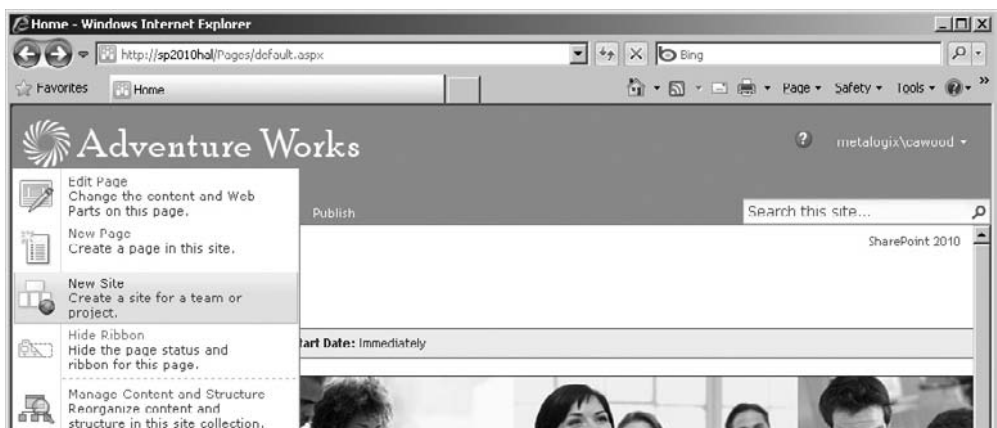 Home - Windows Internet Explorer
http://sp2010hal/Pages/default.aspx
Bing
Favorites
Home
Page
Safety
Tools
»
Adventure Works
?
metalogix\cawood
Edit Page
Change the content and Web
Parts on this page.
Publish
Search this site...
New Page
Create a page in this site.
SharePoint 2010
New Site
Create a site for a team or
project.
Hide Ribbon
Hide the page status and
ribbon for this page.
tart Date: Immediately
Manage Content and Structure
Reorganize content and
structure in this site collection.